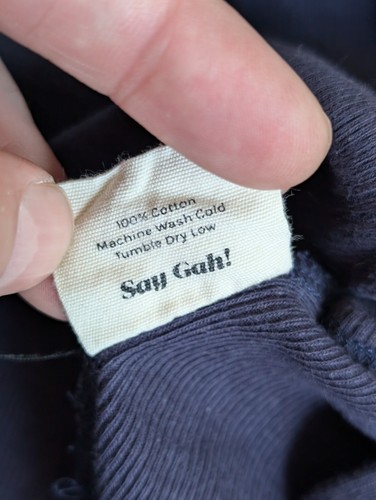 100% Cotton
Machine Wash Cold
Tumble Dry Low
Say Gah!